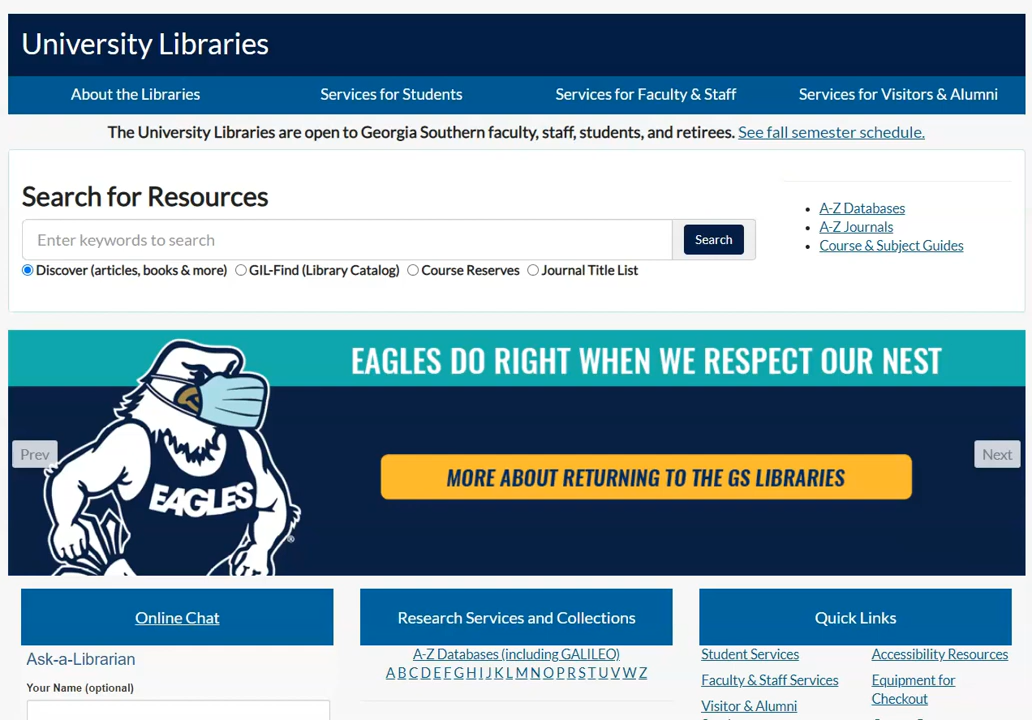 University Libraries
About the Libraries Services for Students Services for Faculty & Staff Services for Visitors & Alumni
The University Libraries are open to Georgia Southern faculty, staff, students, and retirees. See fall semester schedule.
Search for Resources
Enter keywords to search Search
Discover (articles, books & more) GIL-Find (Library Catalog) Course Reserves Journal Title List
A-Z Databases
A-Z Journals
Course & Subject Guides
EAGLES DO RIGHT WHEN WE RESPECT OUR NEST
Prev
Next
MORE ABOUT RETURNING TO THE GS LIBRARIES
EAGLES
®
Online Chat
Ask-a-Librarian
Your Name (optional)
Research Services and Collections
A-Z Databases (including GALILEO)
A B C D E F G H I J K L M N O P R S T U V W Z
Quick Links
Student Services
Faculty & Staff Services
Visitor & Alumni
Accessibility Resources
Equipment for
Checkout